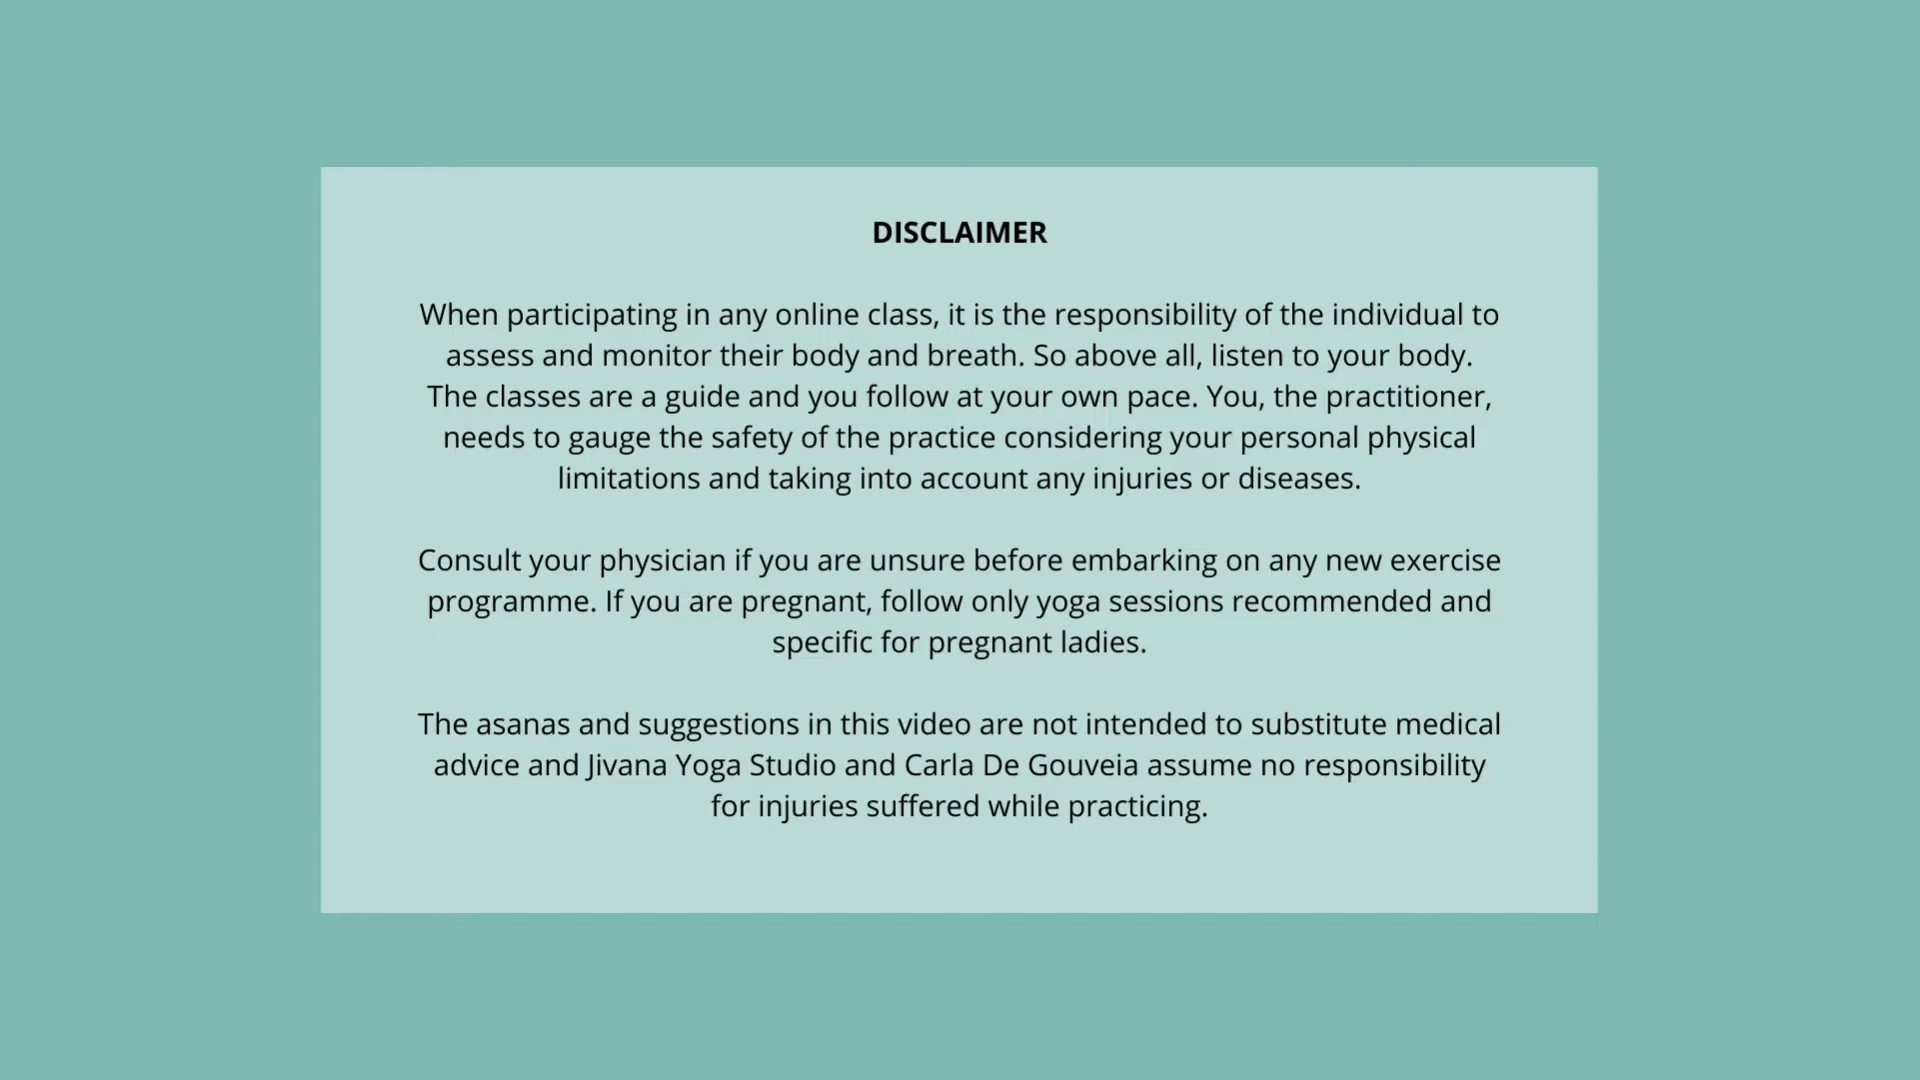 DISCLAIMER
When participating in any online class, it is the responsibility of the individual to
assess and monitor their body and breath. So above all, listen to your body.
The classes are a guide and you follow at your own pace. You, the practitioner,
needs to gauge the safety of the practice considering your personal physical
limitations and taking into account any injuries or diseases.
Consult your physician if you are unsure before embarking on any new exercise
programme. If you are pregnant, follow only yoga sessions recommended and
specific for pregnant ladies.
The asanas and suggestions in this video are not intended to substitute medical
advice and Jivana Yoga Studio and Carla De Gouveia assume no responsibility
for injuries suffered while practicing.